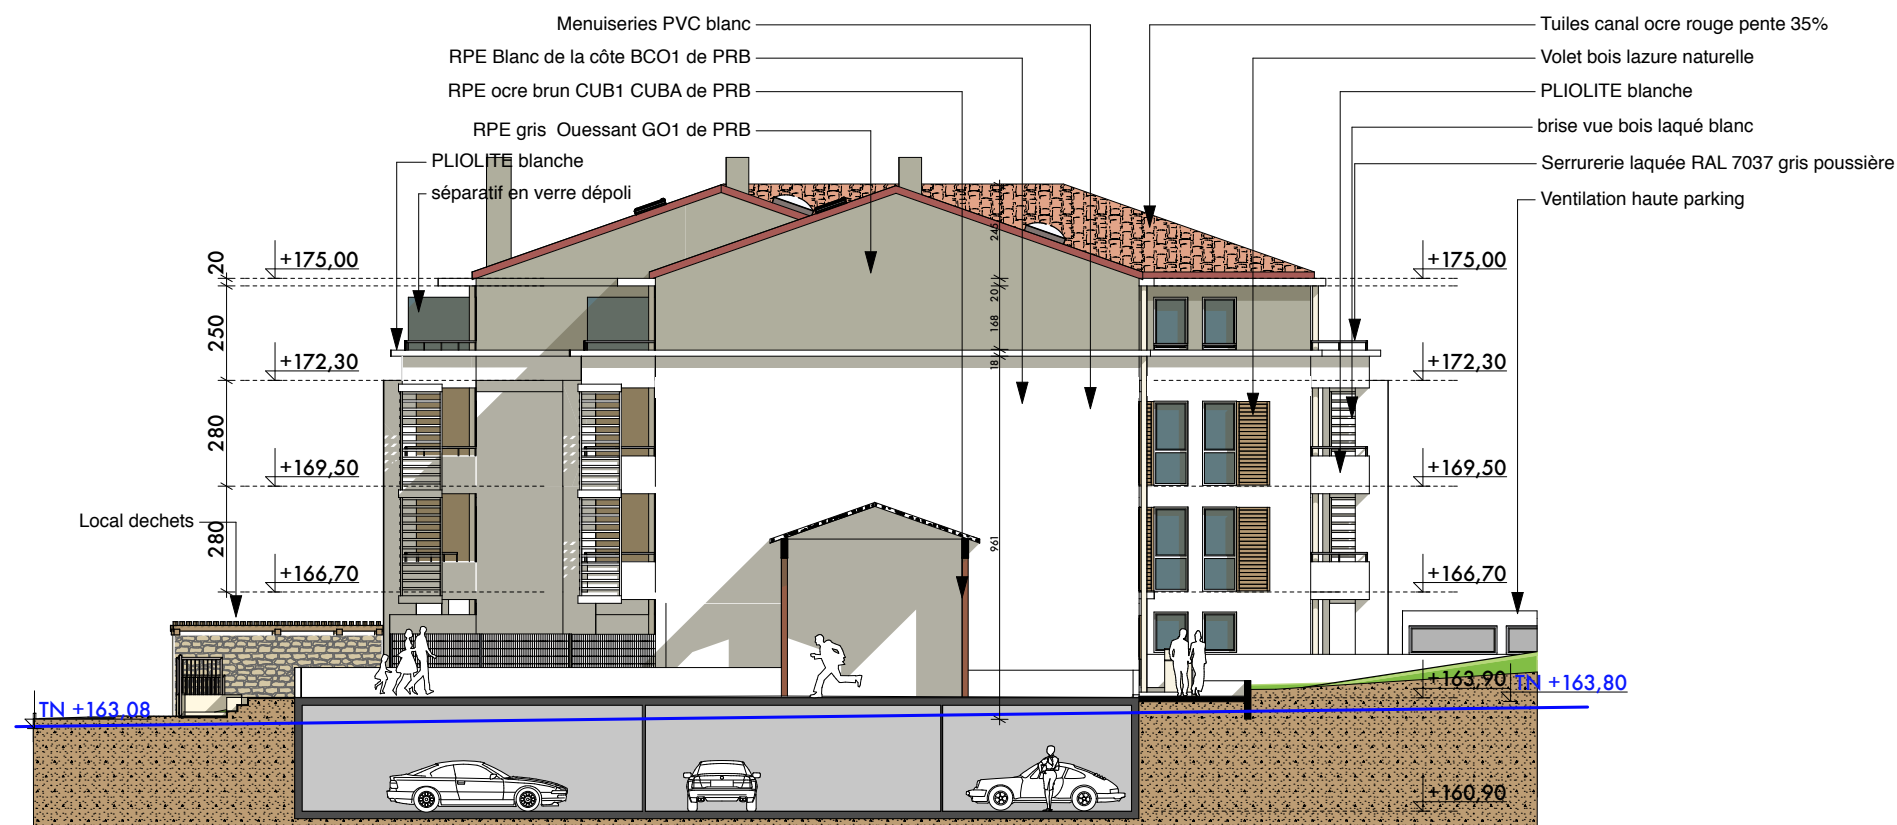 Menuiseries PVC blanc
RPE Blanc de la côte BCO1 de PRB
RPE ocre brun CUB1 CUBA de PRB
RPE gris  Ouessant GO1 de PRB
PLIOLITE blanche
séparatif en verre dépoli
Tuiles canal ocre rouge pente 35%
Volet bois lazure naturelle
PLIOLITE blanche
brise vue bois laqué blanc
Serrurerie laquée RAL 7037 gris poussière
Ventilation haute parking
20
+175,00
250
+172,30
280
+169,50
280
+166,70
Local dechets
TN +163,08
20
168
18
961
+175,00
+172,30
+169,50
+166,70
+163,90
TN +163,80
+160,90